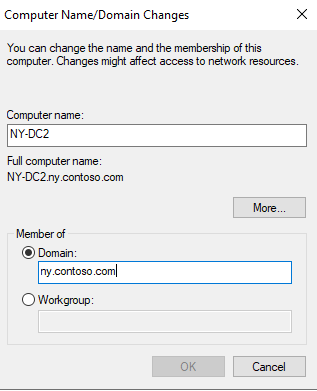 Computer Name/Domain Changes
You can change the name and the membership of this
computer. Changes might affect access to network resources.
Computer name:
NY-DC2
Full computer name:
NY-DC2.ny.contoso.com
More...
Member of
Domain:
ny.contoso.com
Workgroup:
OK Cancel